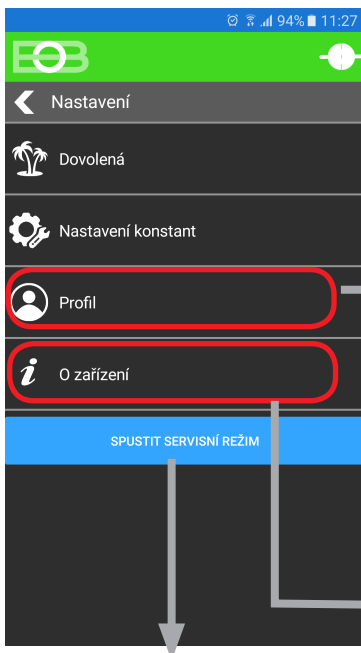 94% 11:27
EOB
Nastavení
Dovolená
Nastavení konstant
Profil
O zařízení
SPUSTIT SERVISNÍ REŽIM